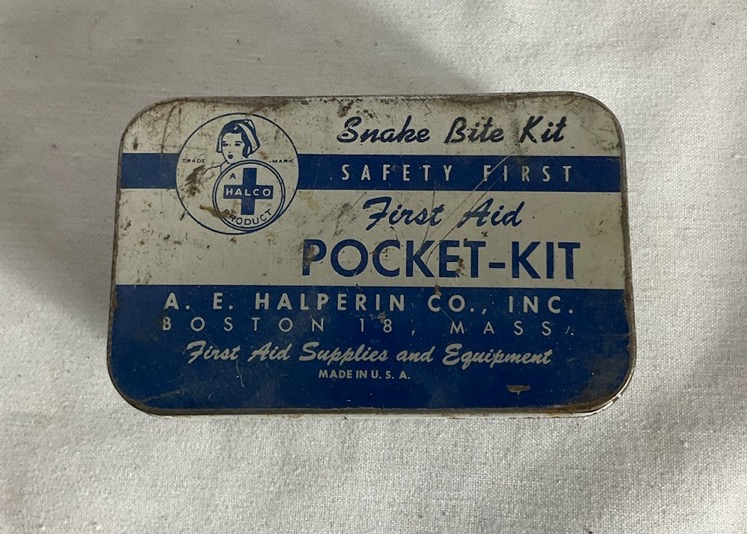 Snake Bite Kit
TRADE MARK
A
HALCO
PRODUCT
SAFETY FIRST
First Aid
POCKET-KIT
A. E. HALPERIN CO., INC.
BOSTON 18, MASS.
First Aid Supplies and Equipment
MADE IN U. S. A.